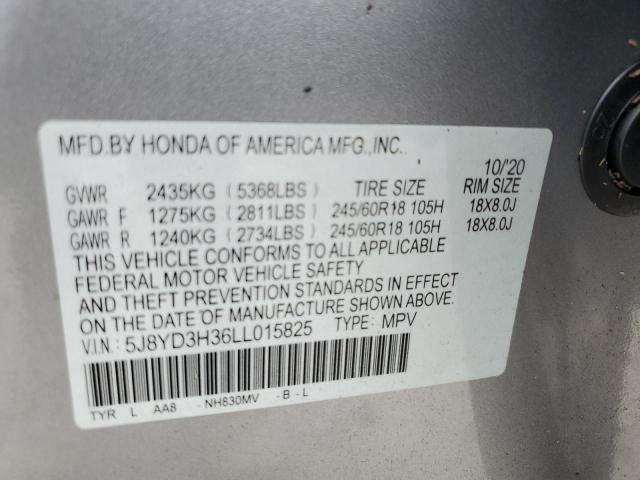 MFD.BY HONDA OF AMERICA MFG.,INC.
10/'20
GVWR 2435KG (5368LBS) TIRE SIZE RIM SIZE
GAWR F 1275KG (2811LBS) 245/60R18 105H 18X8.0J
GAWR R 1240KG (2734LBS) 245/60R18 105H 18X8.0J
THIS VEHICLE CONFORMS TO ALL APPLICABLE
FEDERAL MOTOR VEHICLE SAFETY
AND THEFT PREVENTION STANDARDS IN EFFECT
ON THE DATE OF MANUFACTURE SHOWN ABOVE.
V.I.N: 5J8YD3H36LL015825 TYPE: MPV
TYR L AA8 -NH830MV -B-L